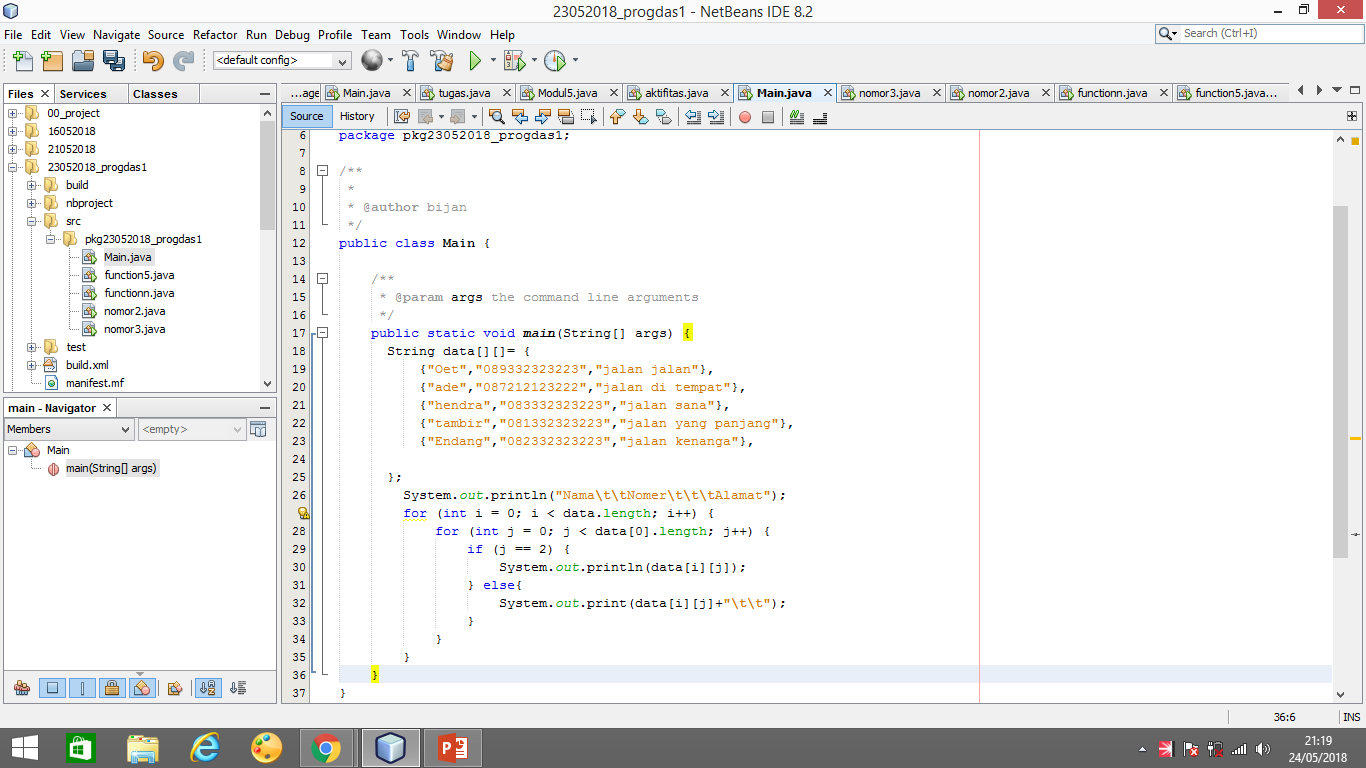 23052018_progdas1 - NetBeans IDE 8.2
File Edit View Navigate Source Refactor Run Debug Profile Team Tools Window Help
Search (Ctrl+I)
<default config>
Files Services Classes
00_project
16052018
21052018
23052018_progdas1
build
nbproject
src
pkg23052018_progdas1
Main.java
function5.java
functionn.java
nomor2.java
nomor3.java
test
build.xml
manifest.mf
main - Navigator
Members <empty>
Main
main(String[] args)
...age Main.java tugas.java Modul5.java aktifitas.java Main.java nomor3.java nomor2.java functionn.java function5.java...
Source History
6 package pkg23052018_progdas1;
7
8 /**
9 *
10 * @author bijan
11 */
12 public class Main {
13
14 /**
15 * @param args the command line arguments
16 */
17 public static void main(String[] args) {
18 String data[][]= {
19 {"Oet","089332323223","jalan jalan"},
20 {"ade","087212123222","jalan di tempat"},
21 {"hendra","083332323223","jalan sana"},
22 {"tambir","081332323223","jalan yang panjang"},
23 {"Endang","082332323223","jalan kenanga"},
24
25 };
26 System.out.println("Nama\t\tNomer\t\t\tAlamat");
for (int i = 0; i < data.length; i++) {
28 for (int j = 0; j < data[0].length; j++) {
29 if (j == 2) {
30 System.out.println(data[i][j]);
31 } else{
32 System.out.print(data[i][j]+"\t\t");
33 }
34 }
35 }
36 }
37 }
36:6 INS
21:19
24/05/2018